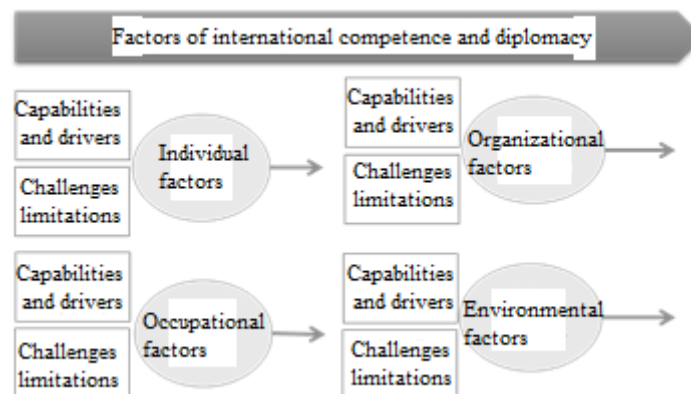 Factors of international competence and diplomacy
Capabilities
and drivers
Challenges
limitations
Individual
factors
Capabilities
and drivers
Challenges
limitations
Organizational
factors
Capabilities
and drivers
Challenges
limitations
Occupational
factors
Capabilities
and drivers
Challenges
limitations
Environmental
factors